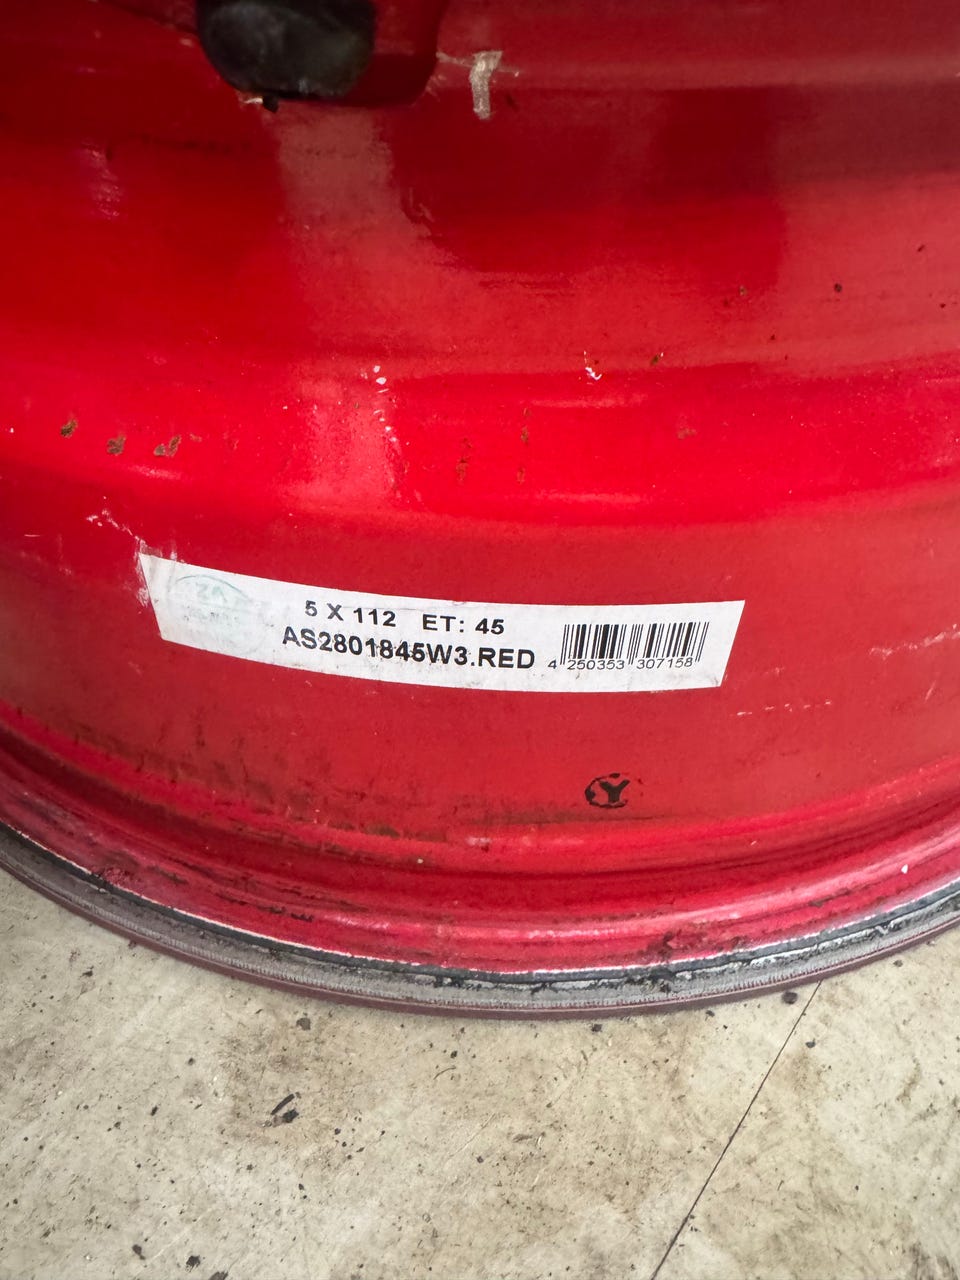 5 X 112 ET: 45
AS2801845W3.RED
4 250353 307158
Y